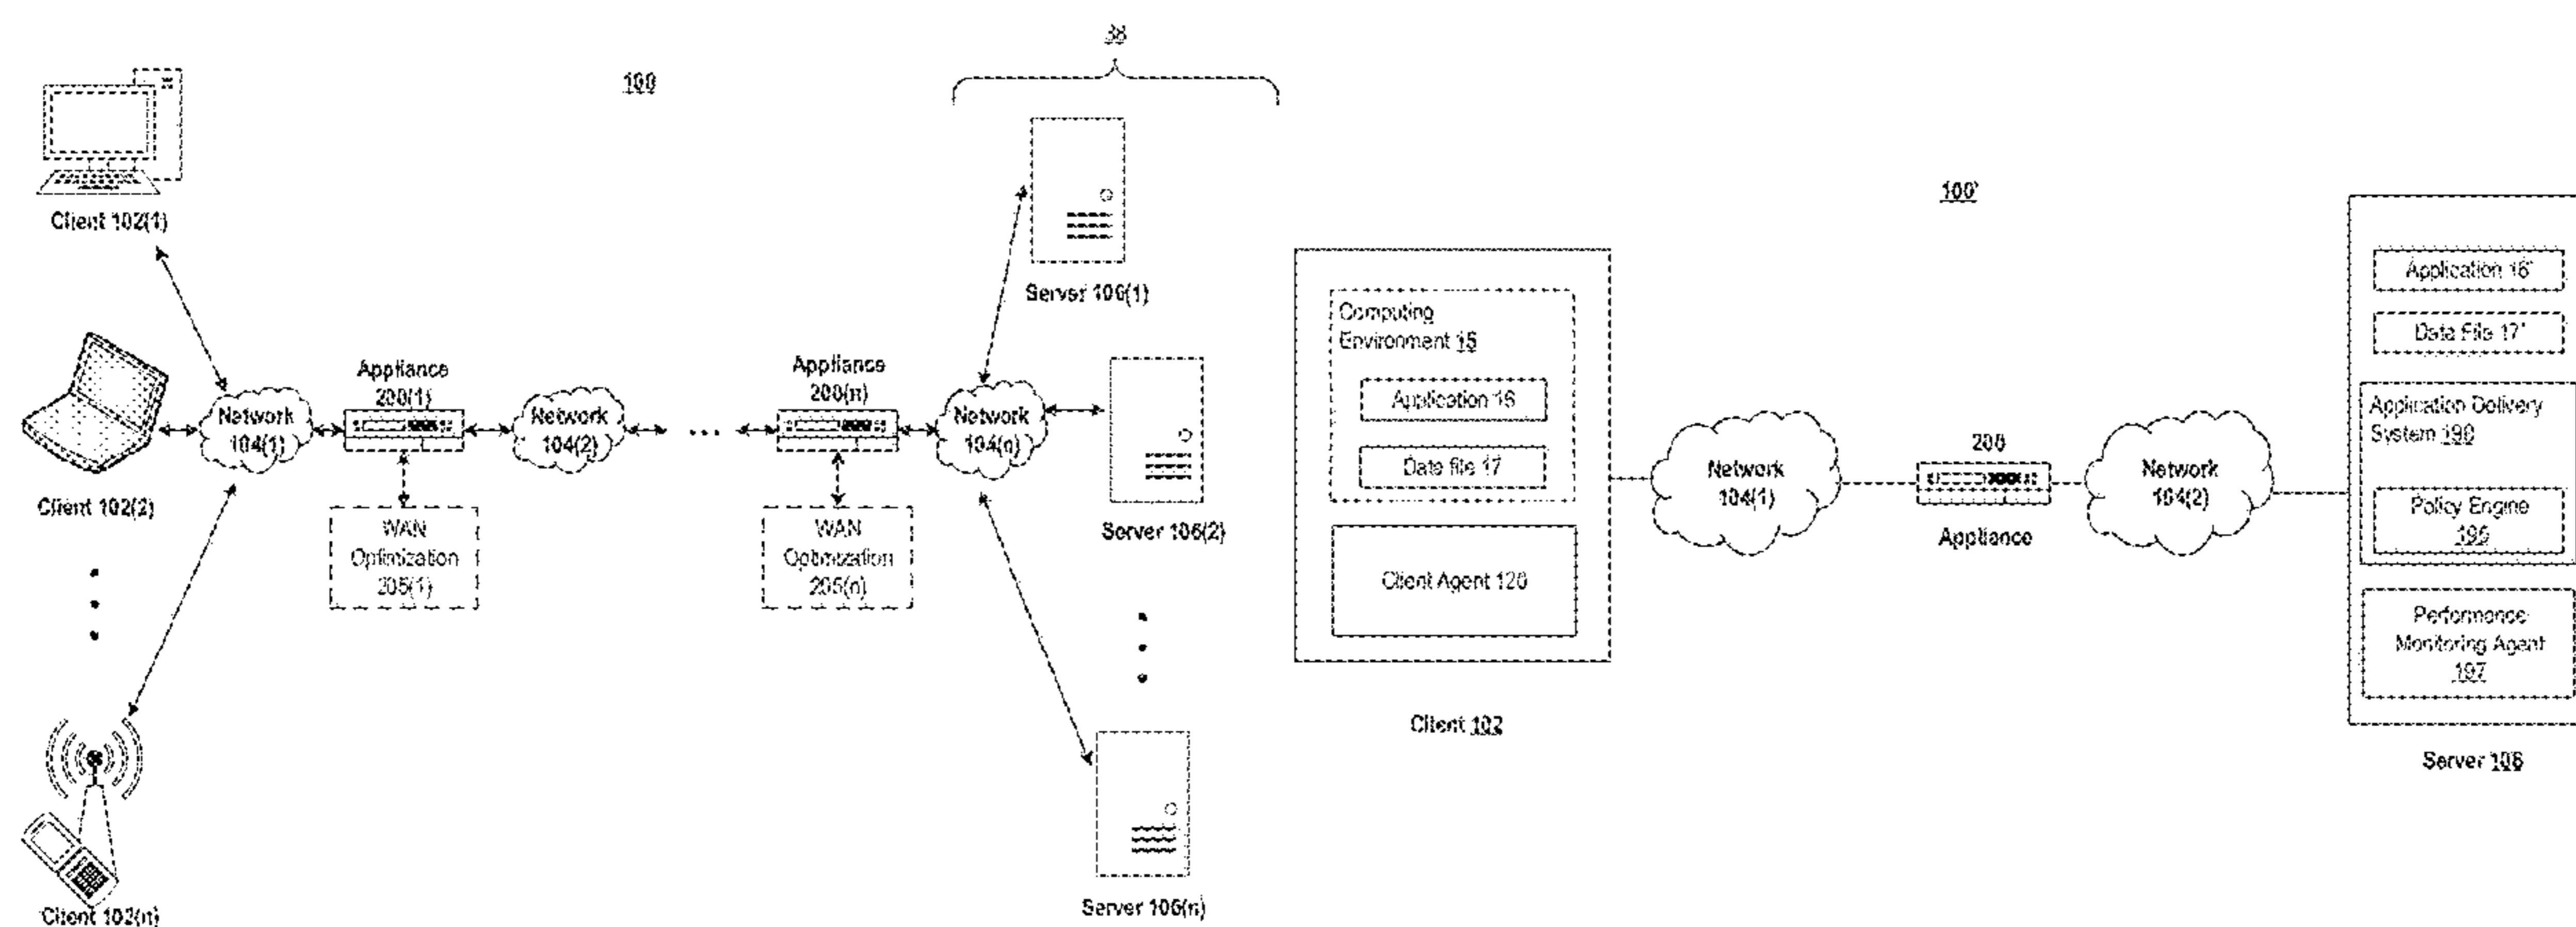 38
100
Client 102(1)
Client 102(2)
Client 102(n)
Network
104(1)
Appliance
200(1)
WAN
Optimization
205(1)
Network
104(2)
Appliance
200(n)
WAN
Optimization
205(n)
Network
104(n)
Server 106(1)
Server 106(2)
Server 106(n)
100'
Computing
Environment 15
Application 16
Data file 17
Client Agent 120
Client 102
Network
104(1)
200
Appliance
Network
104(2)
Application 16'
Data File 17'
Application Delivery
System 190
Policy Engine
195
Performance
Monitoring Agent
197
Server 106